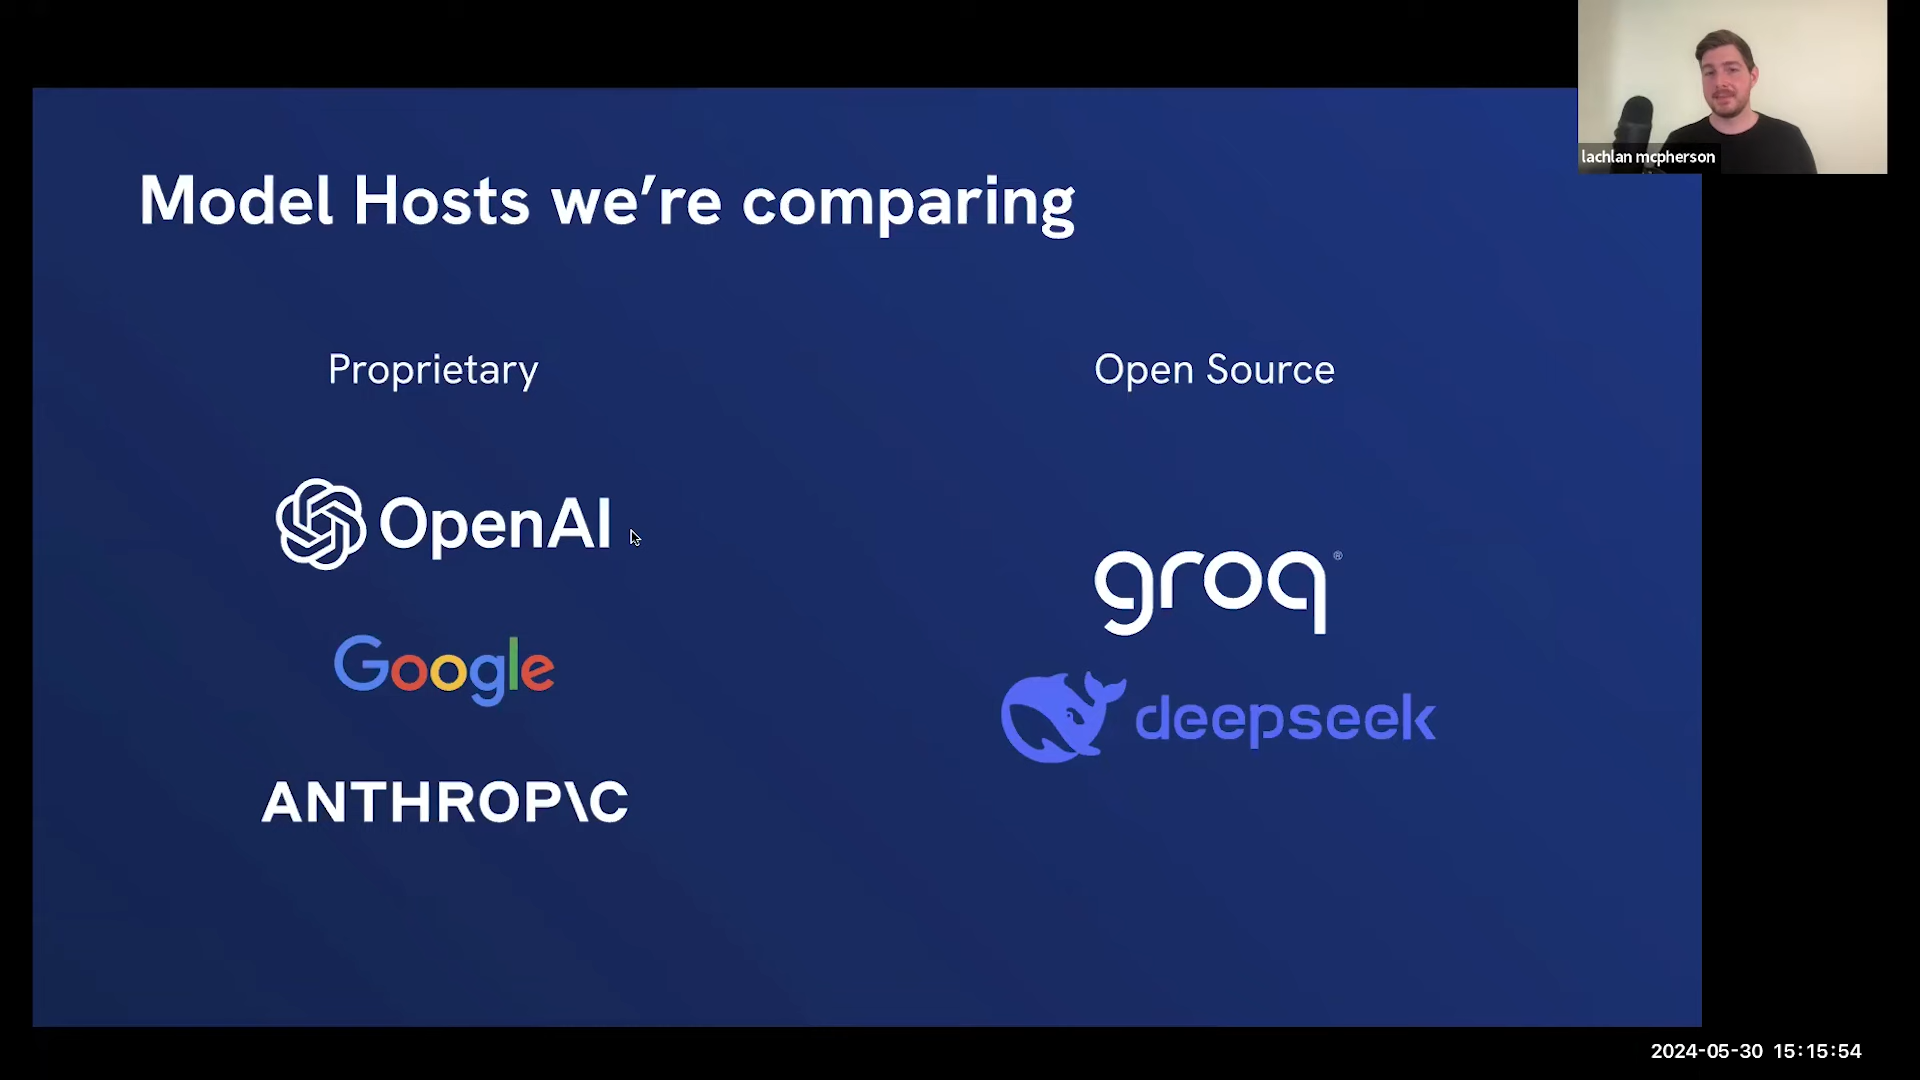 lachlan mcpherson
Model Hosts we’re comparing
Proprietary
Open Source
OpenAI
Google
ANTHROP\C
groq®
deepseek
2024-05-30 15:15:54